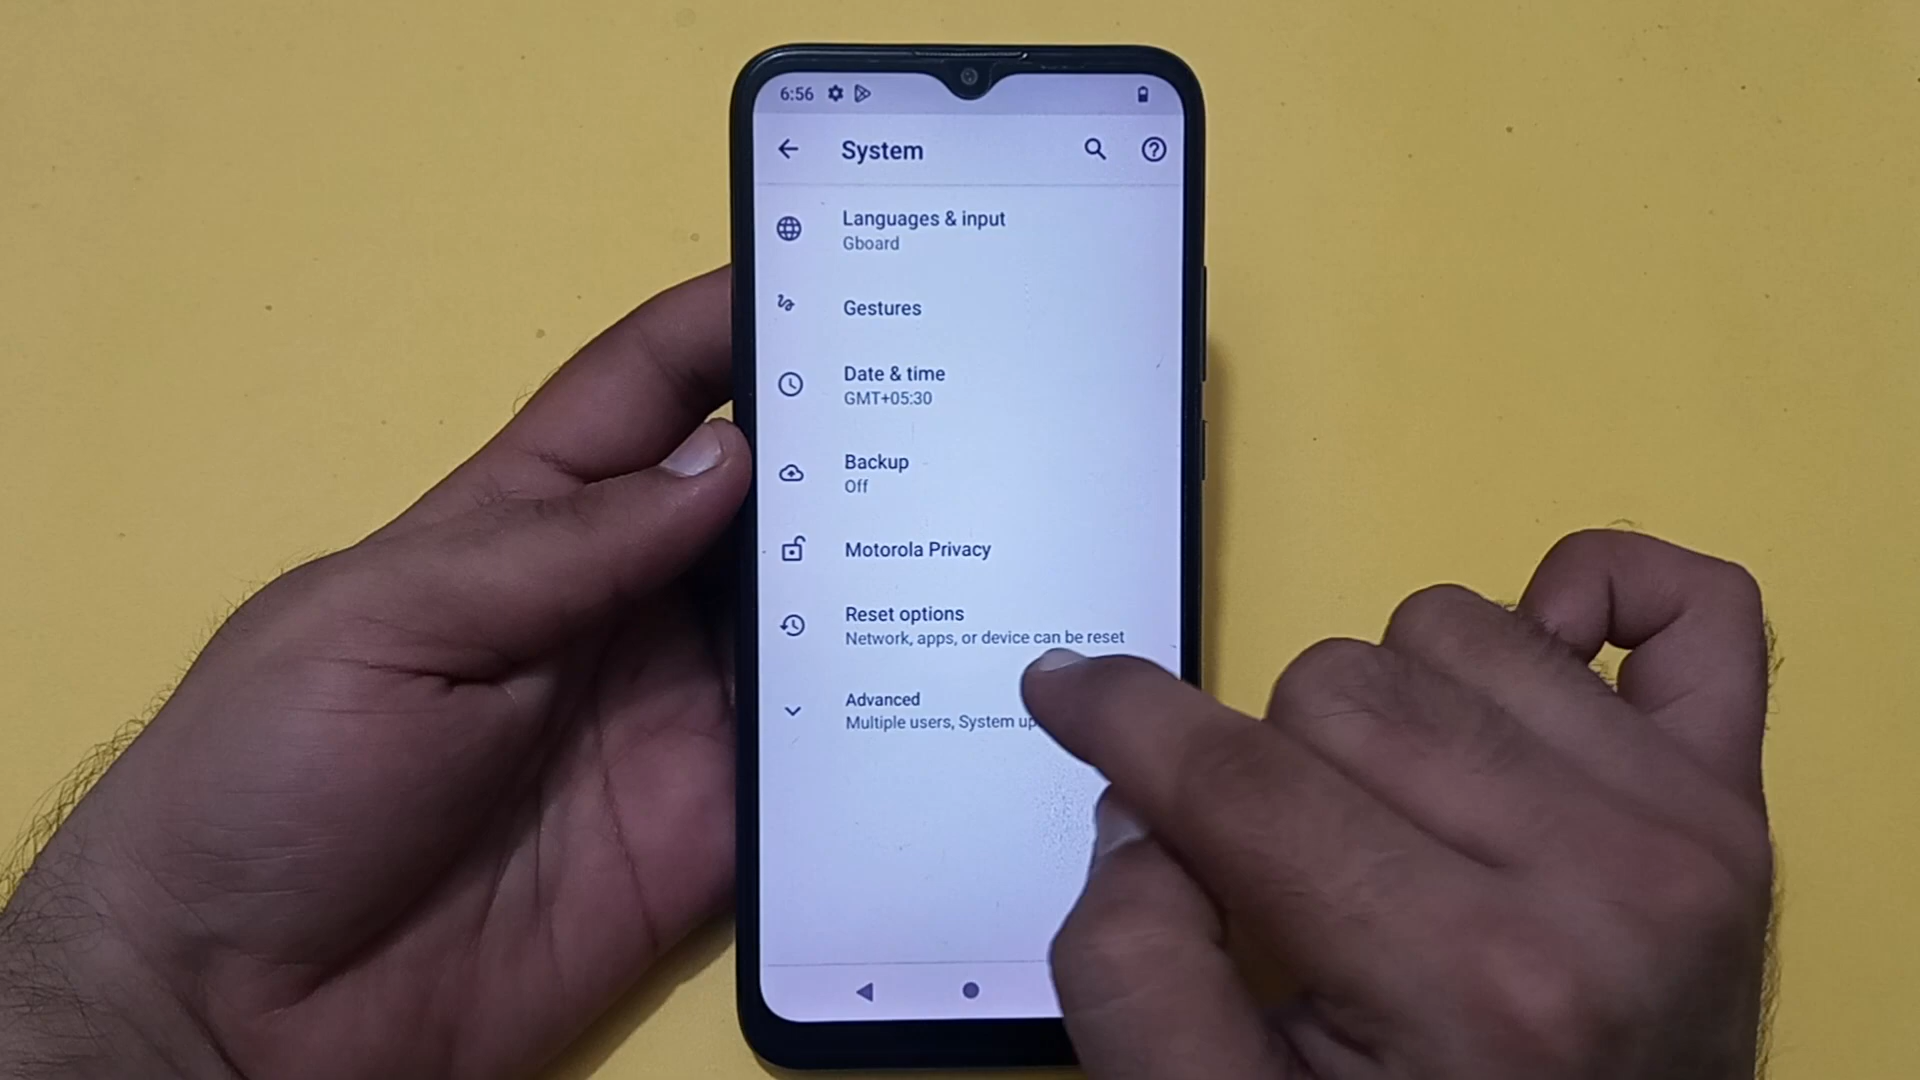 6:56
System
Languages & input
Gboard
Gestures
Date & time
GMT+05:30
Backup
Off
Motorola Privacy
Reset options
Network, apps, or device can be reset
Advanced
Multiple users, System